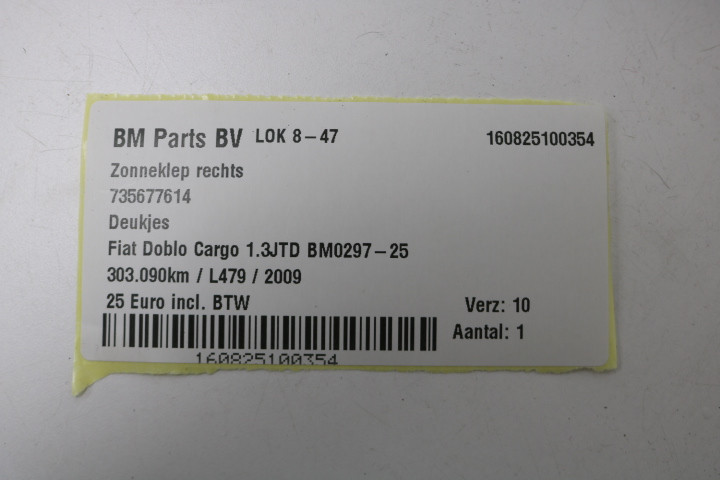 BM Parts BV LOK 8-47 160825100354
Zonneklep rechts
735677614
Deukjes
Fiat Doblo Cargo 1.3JTD BM0297-25
303.090km / L479 / 2009
25 Euro incl. BTW Verz: 10
Aantal: 1
160825100354